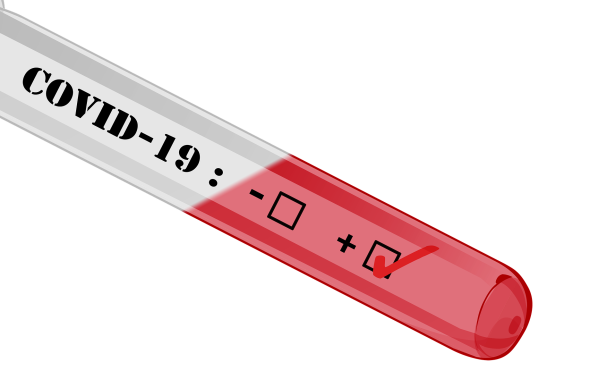 COVID-19 : - □ + ☑